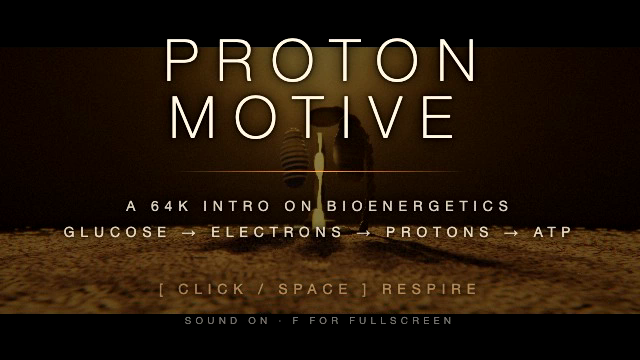 PROTON
MOTIVE
A 64K INTRO ON BIOENERGETICS
GLUCOSE → ELECTRONS → PROTONS → ATP
[ CLICK / SPACE ] RESPIRE
SOUND ON · F FOR FULLSCREEN